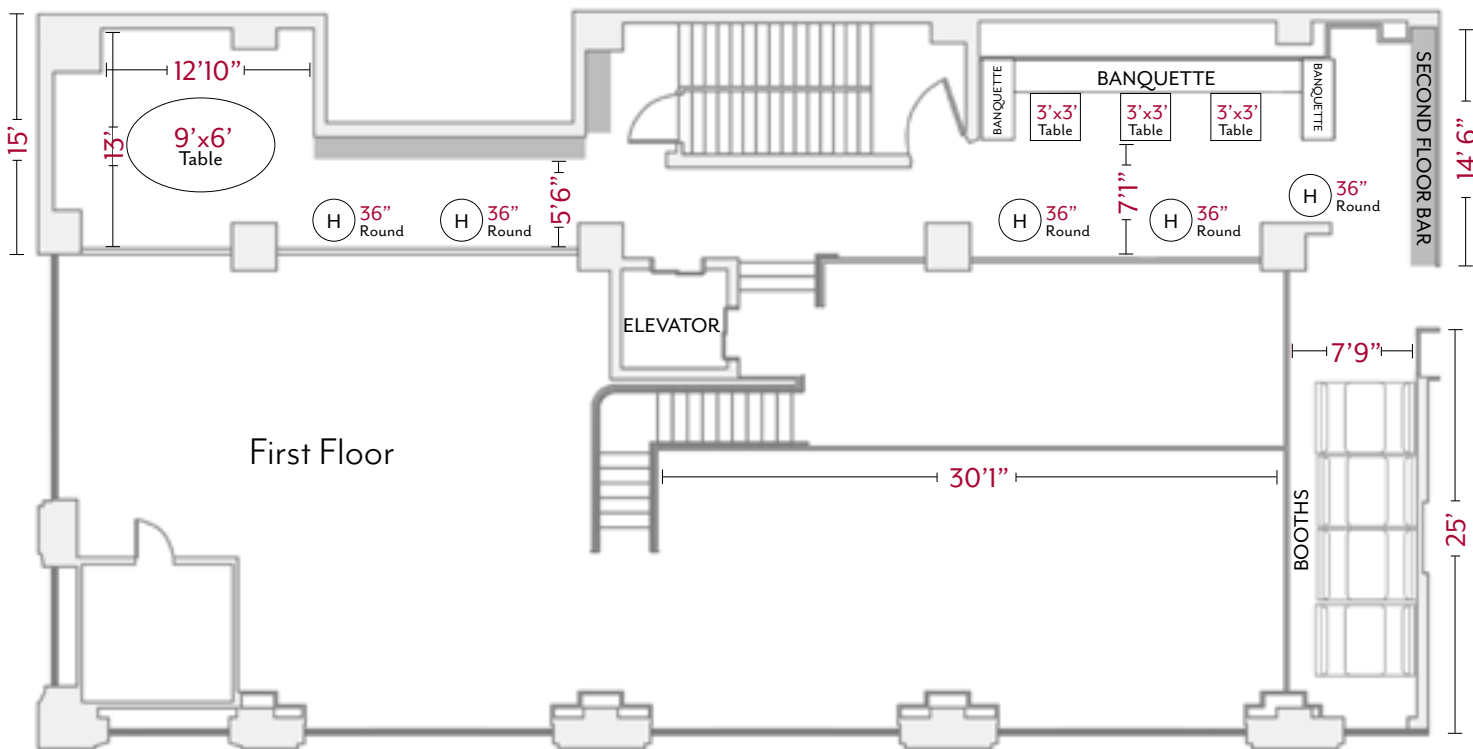 12'10"
15'
13'
9'x6'
Table
36"
Round
H
36"
Round
H
5'6"
BANQUETTE
BANQUETTE
BANQUETTE
3'x3'
Table
3'x3'
Table
3'x3'
Table
7'1"
H
36"
Round
H
36"
Round
H
36"
Round
SECOND FLOOR BAR
14' 6"
ELEVATOR
7'9"
First Floor
30'1"
BOOTHS
25'